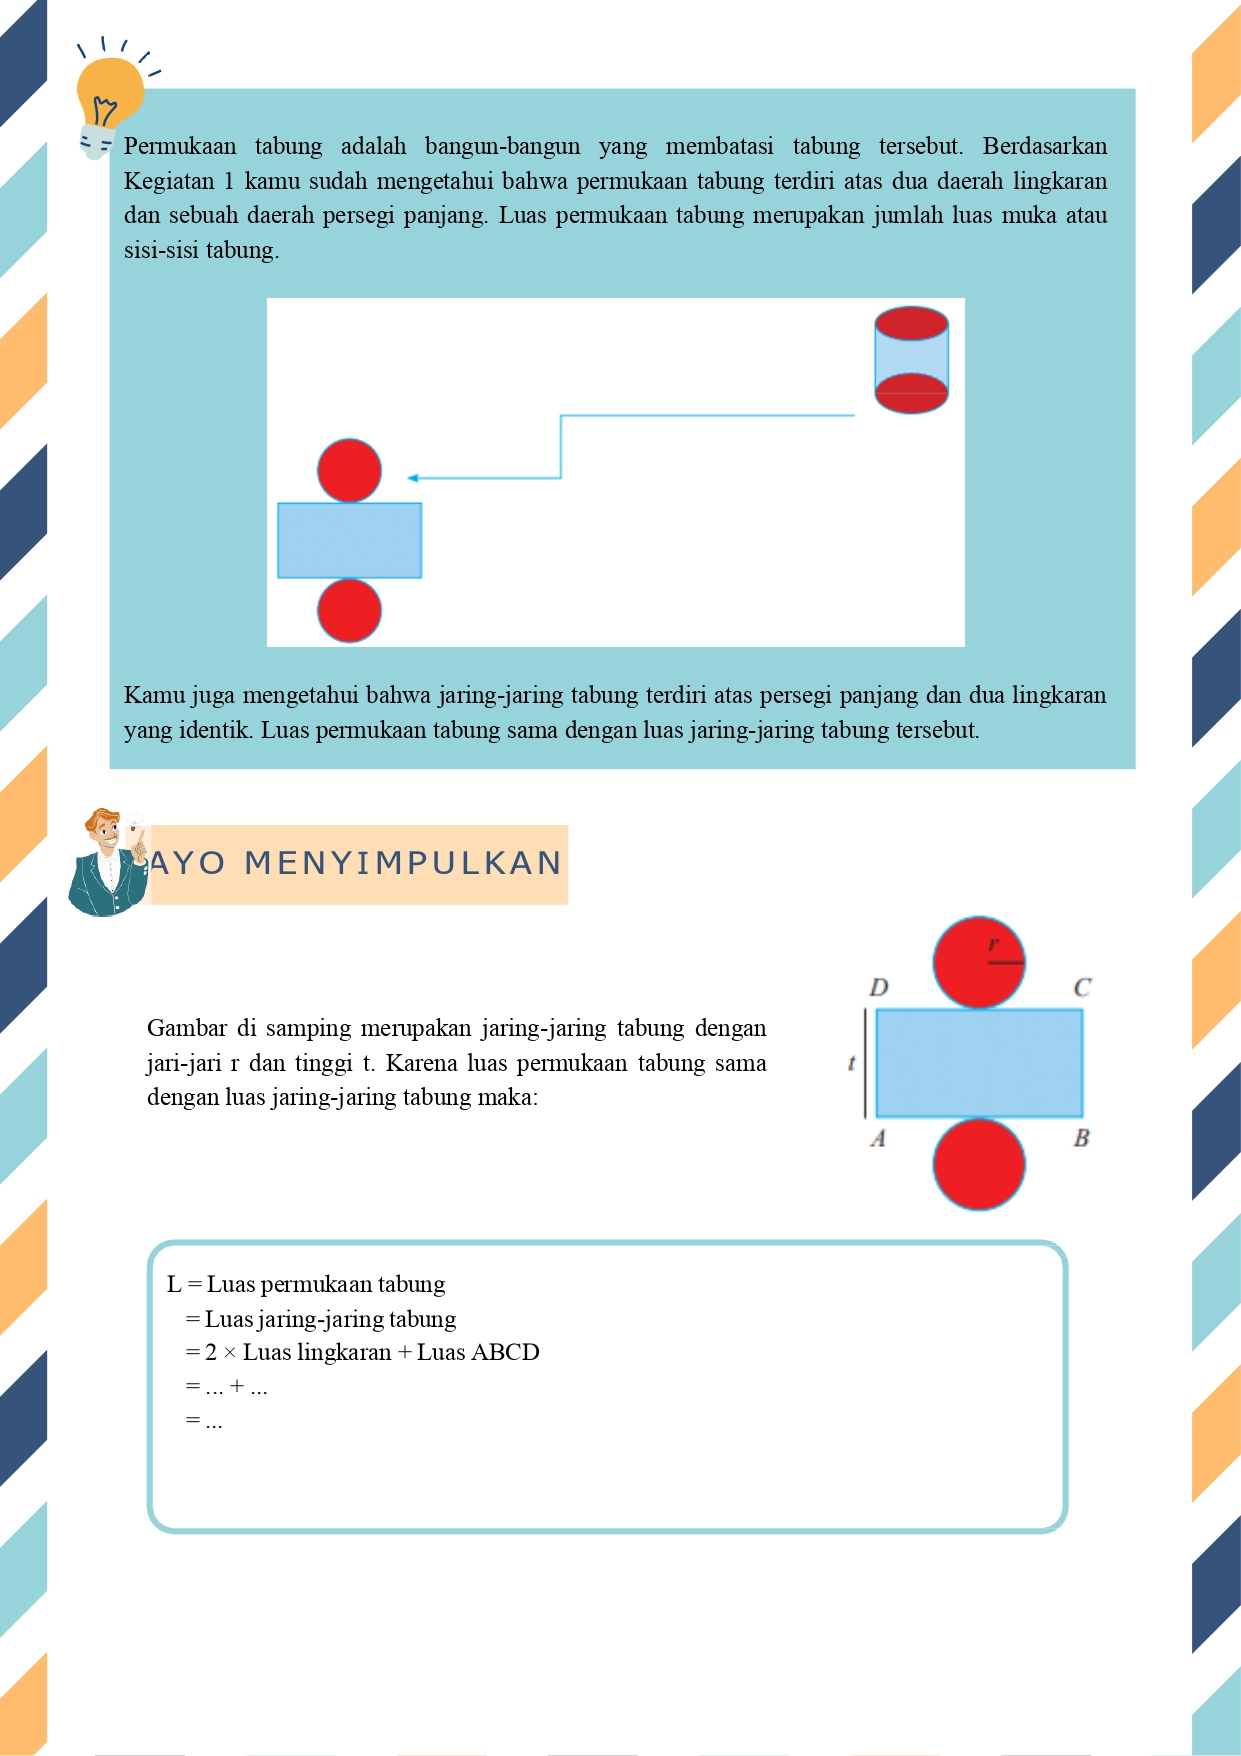 Permukaan tabung adalah bangun-bangun yang membatasi tabung tersebut. Berdasarkan
Kegiatan 1 kamu sudah mengetahui bahwa permukaan tabung terdiri atas dua daerah lingkaran
dan sebuah daerah persegi panjang. Luas permukaan tabung merupakan jumlah luas muka atau
sisi-sisi tabung.
Kamu juga mengetahui bahwa jaring-jaring tabung terdiri atas persegi panjang dan dua lingkaran
yang identik. Luas permukaan tabung sama dengan luas jaring-jaring tabung tersebut.
AYO MENYIMPULKAN
Gambar di samping merupakan jaring-jaring tabung dengan
jari-jari r dan tinggi t. Karena luas permukaan tabung sama
dengan luas jaring-jaring tabung maka:
r
D C
t
A B
L = Luas permukaan tabung
= Luas jaring-jaring tabung
= 2 × Luas lingkaran + Luas ABCD
= ... + ...
= ...